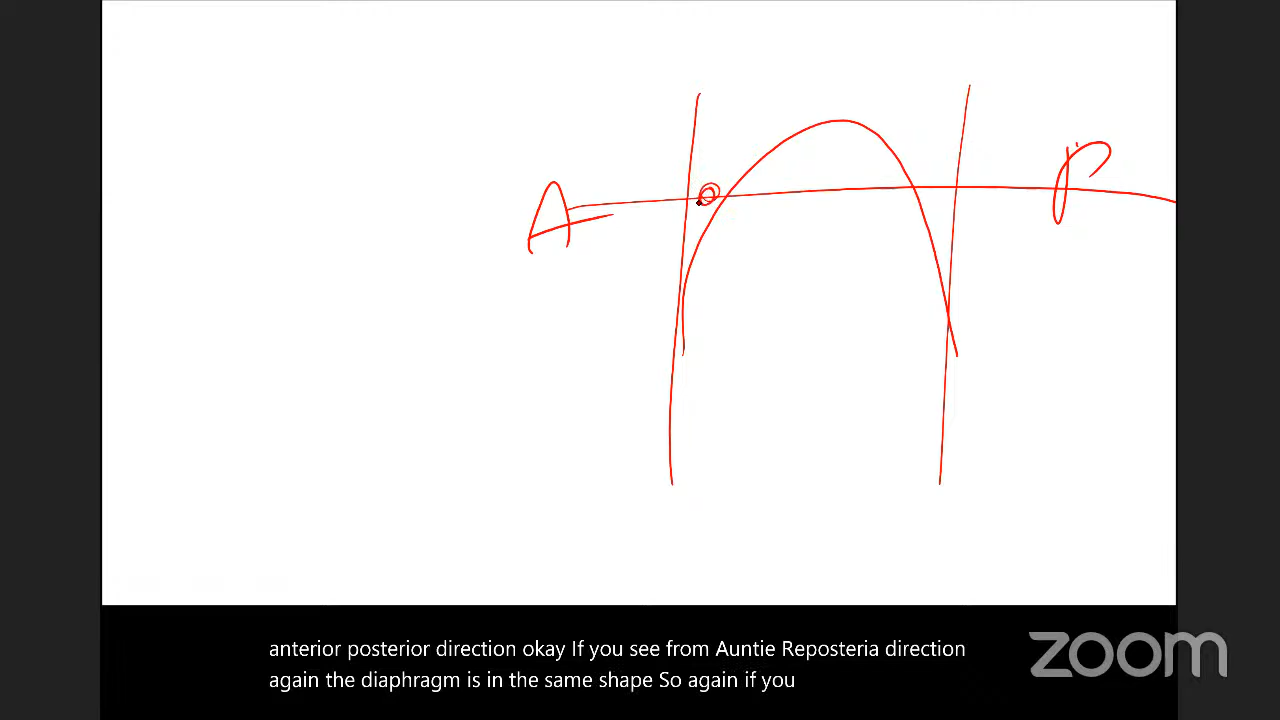 A P
anterior posterior direction okay If you see from Auntie Reposteria direction
again the diaphragm is in the same shape So again if you
zoom